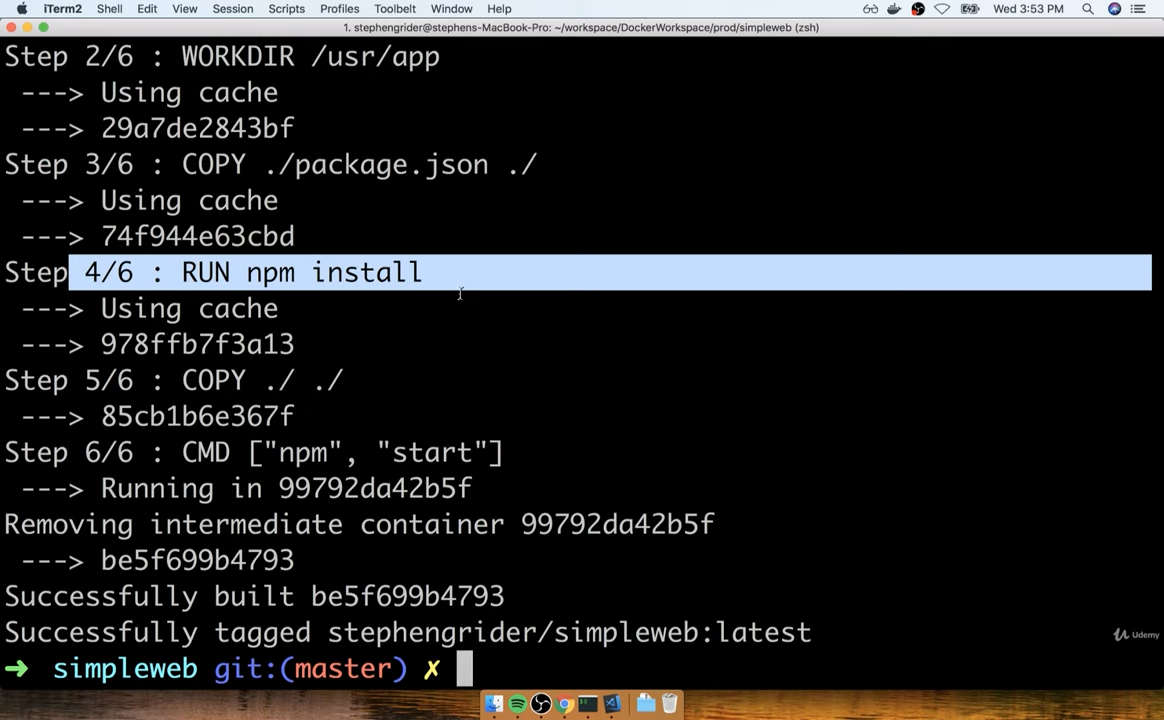 iTerm2 Shell Edit View Session Scripts Profiles Toolbelt Window Help Wed 3:53 PM
1. stephengrider@stephens-MacBook-Pro: ~/workspace/DockerWorkspace/prod/simpleweb (zsh)
Step 2/6 : WORKDIR /usr/app
---> Using cache
---> 29a7de2843bf
Step 3/6 : COPY ./package.json ./
---> Using cache
---> 74f944e63cbd
Step 4/6 : RUN npm install
---> Using cache
---> 978ffb7f3a13
Step 5/6 : COPY ./ ./
---> 85cb1b6e367f
Step 6/6 : CMD ["npm", "start"]
---> Running in 99792da42b5f
Removing intermediate container 99792da42b5f
---> be5f699b4793
Successfully built be5f699b4793
Successfully tagged stephengrider/simpleweb:latest
Udemy
➜ simpleweb git:(master) ✗